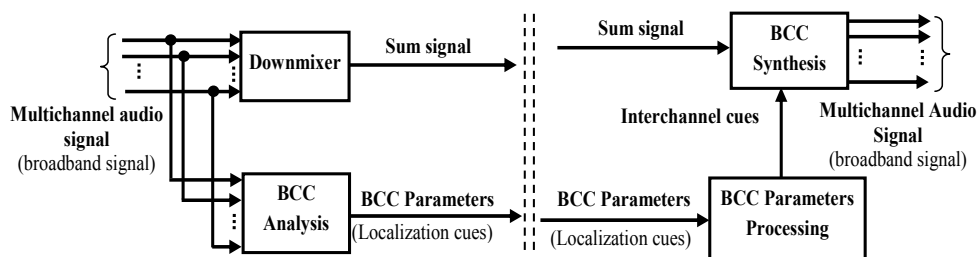 Multichannel audio
signal
(broadband signal)
Downmixer
Sum signal
BCC
Analysis
BCC Parameters
(Localization cues)
Sum signal
BCC
Synthesis
Interchannel cues
Multichannel Audio
Signal
(broadband signal)
BCC Parameters
(Localization cues)
BCC Parameters
Processing